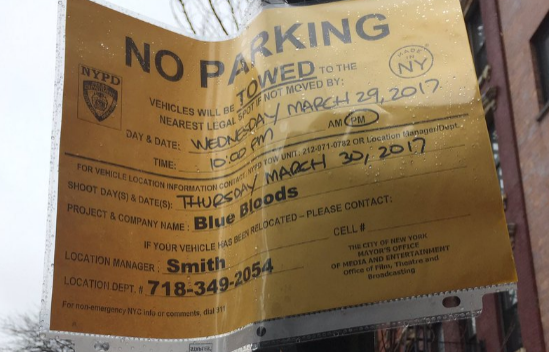 NO PARKING
NYPD
MADE IN NY
VEHICLES WILL BE TOWED TO THE
NEAREST LEGAL SPOT IF NOT MOVED BY:
DAY & DATE: WEDNESDAY MARCH 29, 2017
TIME: 10:00 PM AM PM
FOR VEHICLE LOCATION INFORMATION CONTACT NYPD TOW UNIT: 212-971-0782 OR Location Manager/Dept.
SHOOT DAY(S) & DATE(S): THURSDAY MARCH 30, 2017
PROJECT & COMPANY NAME: Blue Bloods
IF YOUR VEHICLE HAS BEEN RELOCATED – PLEASE CONTACT:
LOCATION MANAGER: Smith CELL #
LOCATION DEPT. # 718-349-2054
THE CITY OF NEW YORK
MAYOR'S OFFICE
OF MEDIA AND ENTERTAINMENT
Office of Film, Theatre and
Broadcasting
For non-emergency NYC info or comments, dial 311